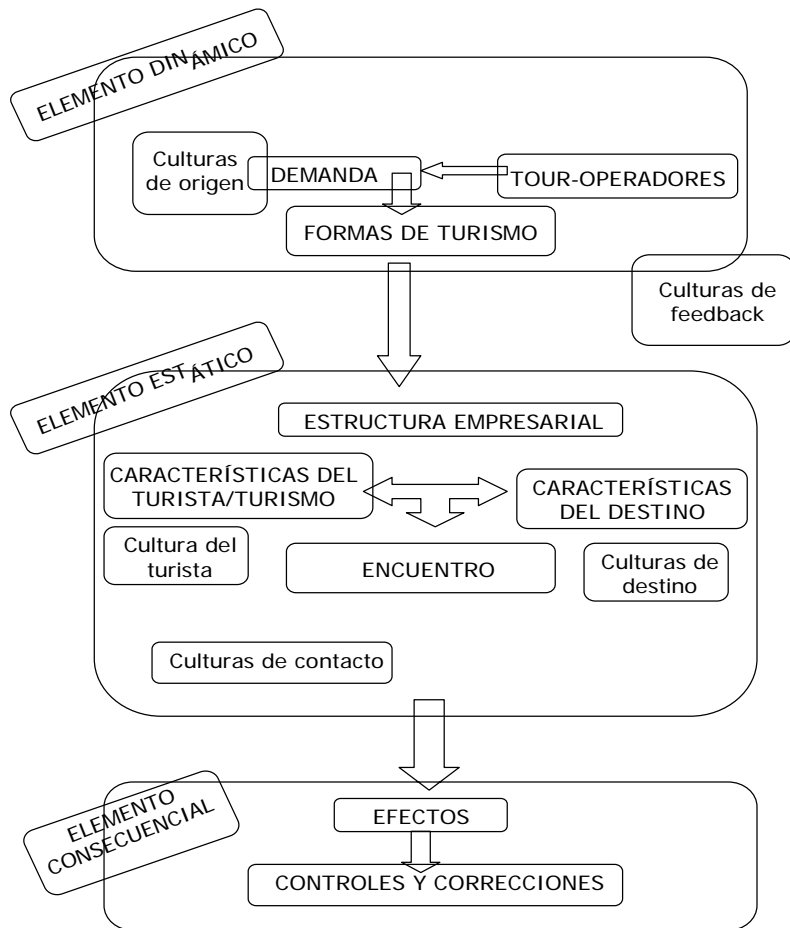 ELEMENTO DINÁMICO
Culturas
de origen
DEMANDA
TOUR-OPERADORES
FORMAS DE TURISMO
Culturas de
feedback
ELEMENTO ESTÁTICO
ESTRUCTURA EMPRESARIAL
CARACTERÍSTICAS DEL
TURISTA/TURISMO
CARACTERÍSTICAS
DEL DESTINO
Cultura del
turista
ENCUENTRO
Culturas de
destino
Culturas de contacto
ELEMENTO
CONSECUENCIAL
EFECTOS
CONTROLES Y CORRECCIONES